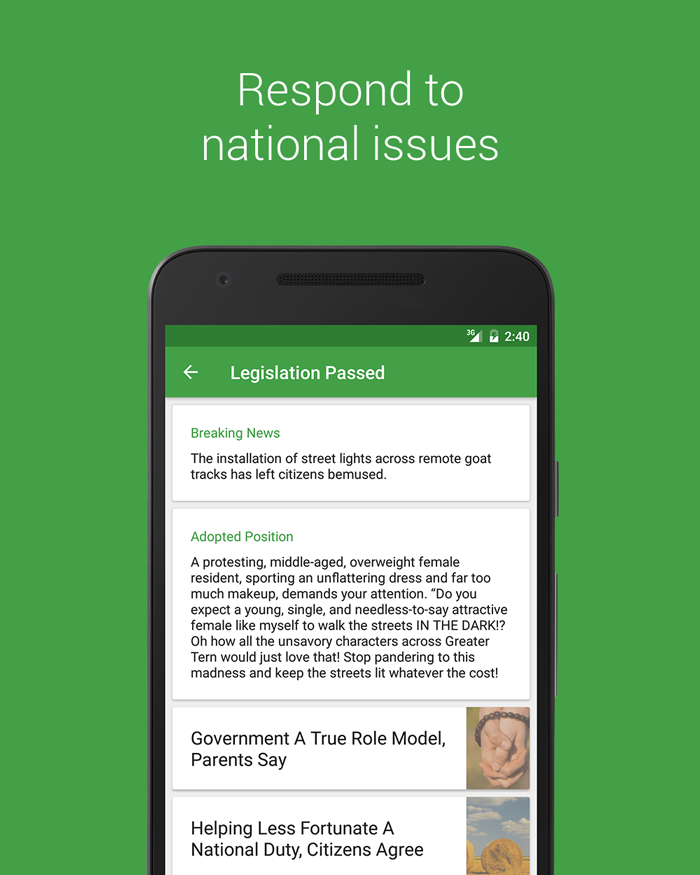 Respond to
national issues
3G
2:40
Legislation Passed
Breaking News
The installation of street lights across remote goat
tracks has left citizens bemused.
Adopted Position
A protesting, middle-aged, overweight female
resident, sporting an unflattering dress and far too
much makeup, demands your attention. “Do you
expect a young, single, and needless-to-say attractive
female like myself to walk the streets IN THE DARK!?
Oh how all the unsavory characters across Greater
Tern would just love that! Stop pandering to this
madness and keep the streets lit whatever the cost!
Government A True Role Model,
Parents Say
Helping Less Fortunate A
National Duty, Citizens Agree